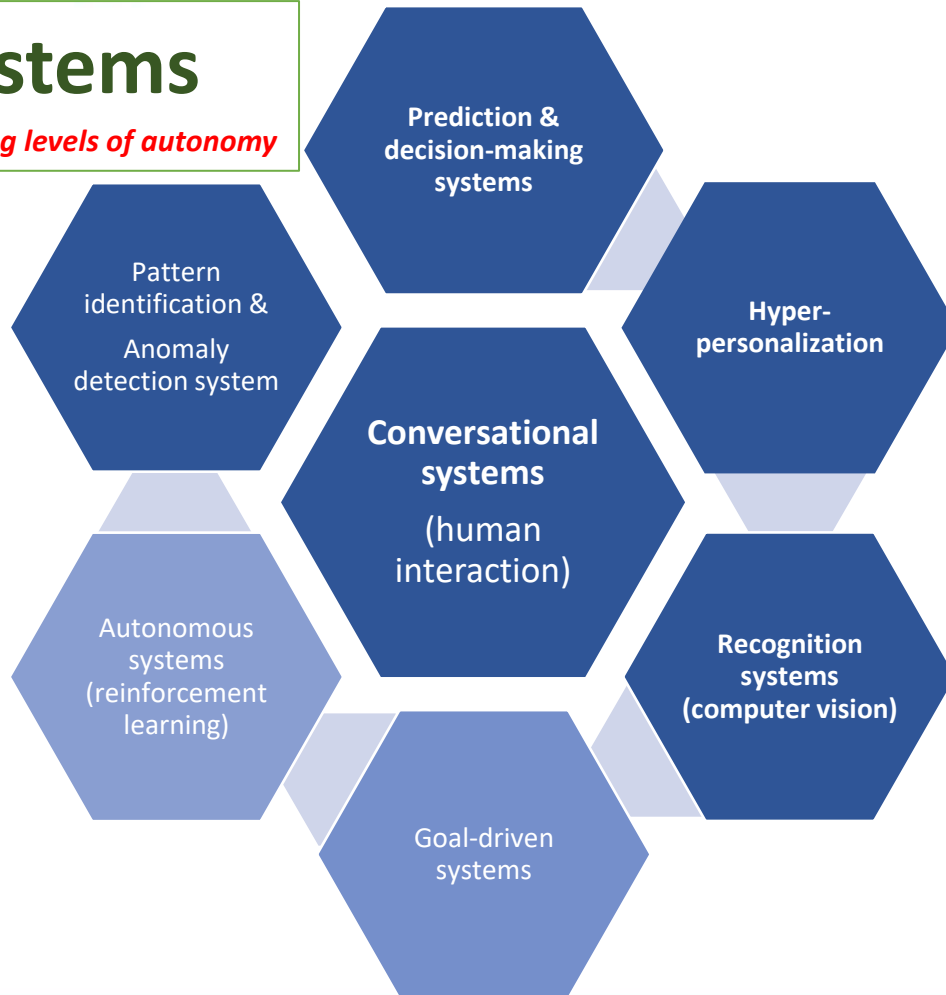 stems
g levels of autonomy
Prediction &
decision-making
systems
Pattern
identification &
Anomaly
detection system
Hyper-
personalization
Conversational
systems
(human
interaction)
Autonomous
systems
(reinforcement
learning)
Recognition
systems
(computer vision)
Goal-driven
systems